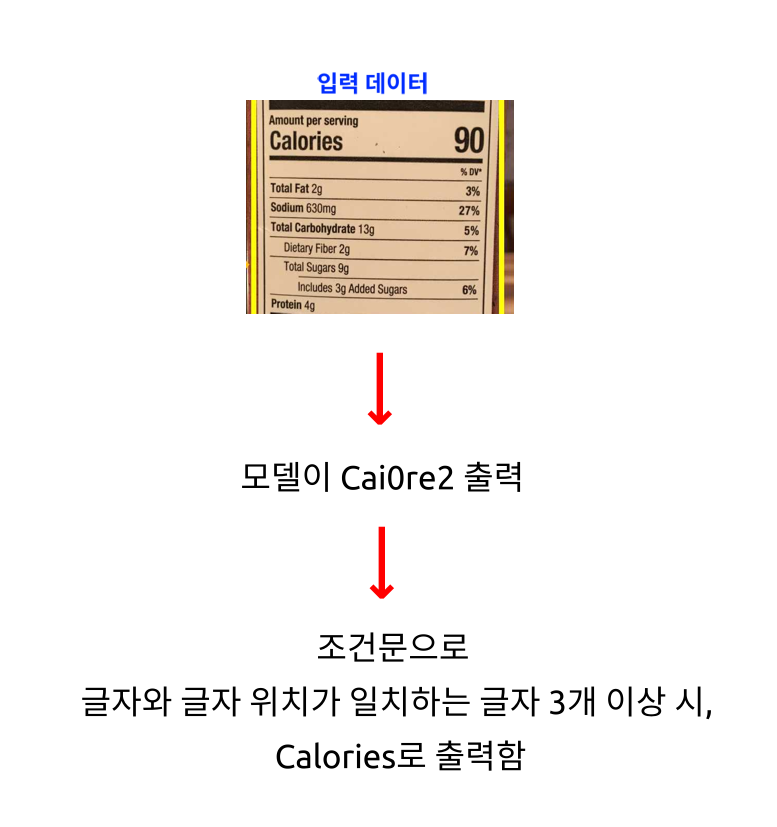 입력 데이터
Amount per serving
Calories 90
% DV*
Total Fat 2g 3%
Sodium 630mg 27%
Total Carbohydrate 13g 5%
Dietary Fiber 2g 7%
Total Sugars 9g
Includes 3g Added Sugars 6%
Protein 4g
모델이 Cai0re2 출력
조건문으로
글자와 글자 위치가 일치하는 글자 3개 이상 시,
Calories로 출력함